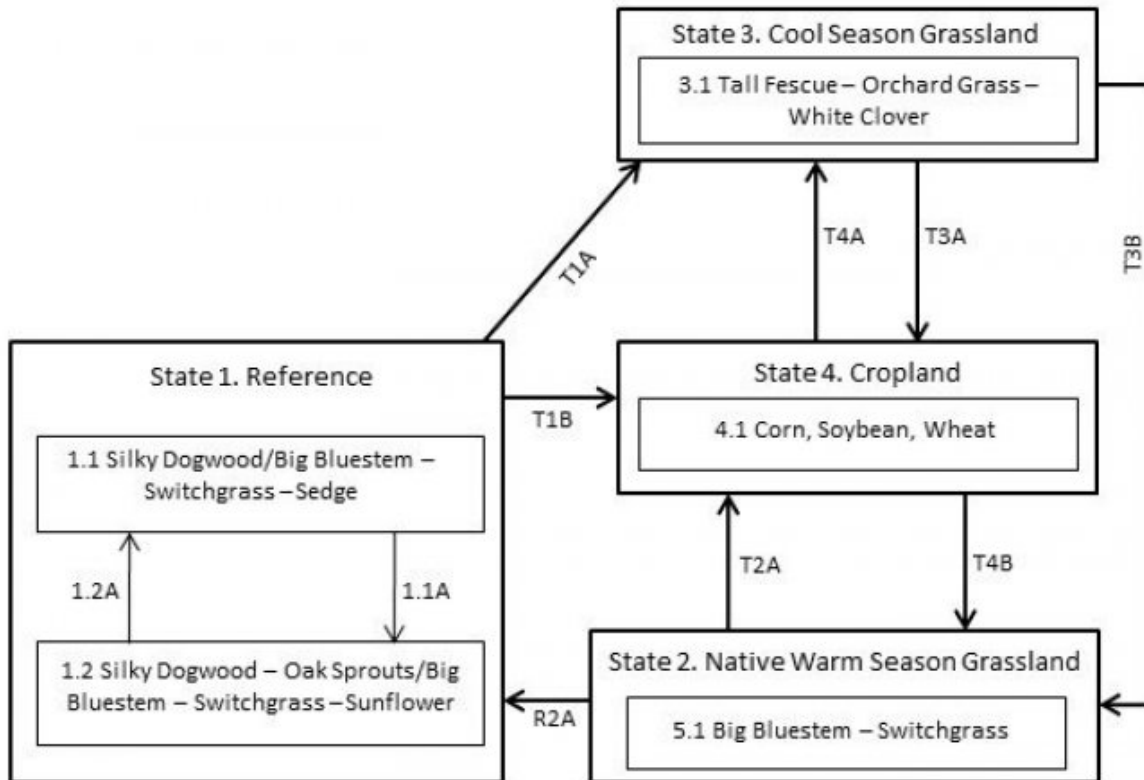 State 3. Cool Season Grassland
3.1 Tall Fescue – Orchard Grass –
White Clover
T1A
T4A
T3A
T3B
State 1. Reference
1.1 Silky Dogwood/Big Bluestem –
Switchgrass –Sedge
1.2A
1.1A
1.2 Silky Dogwood – Oak Sprouts/Big
Bluestem – Switchgrass –Sunflower
T1B
State 4. Cropland
4.1 Corn, Soybean, Wheat
T2A
T4B
R2A
State 2. Native Warm Season Grassland
5.1 Big Bluestem – Switchgrass